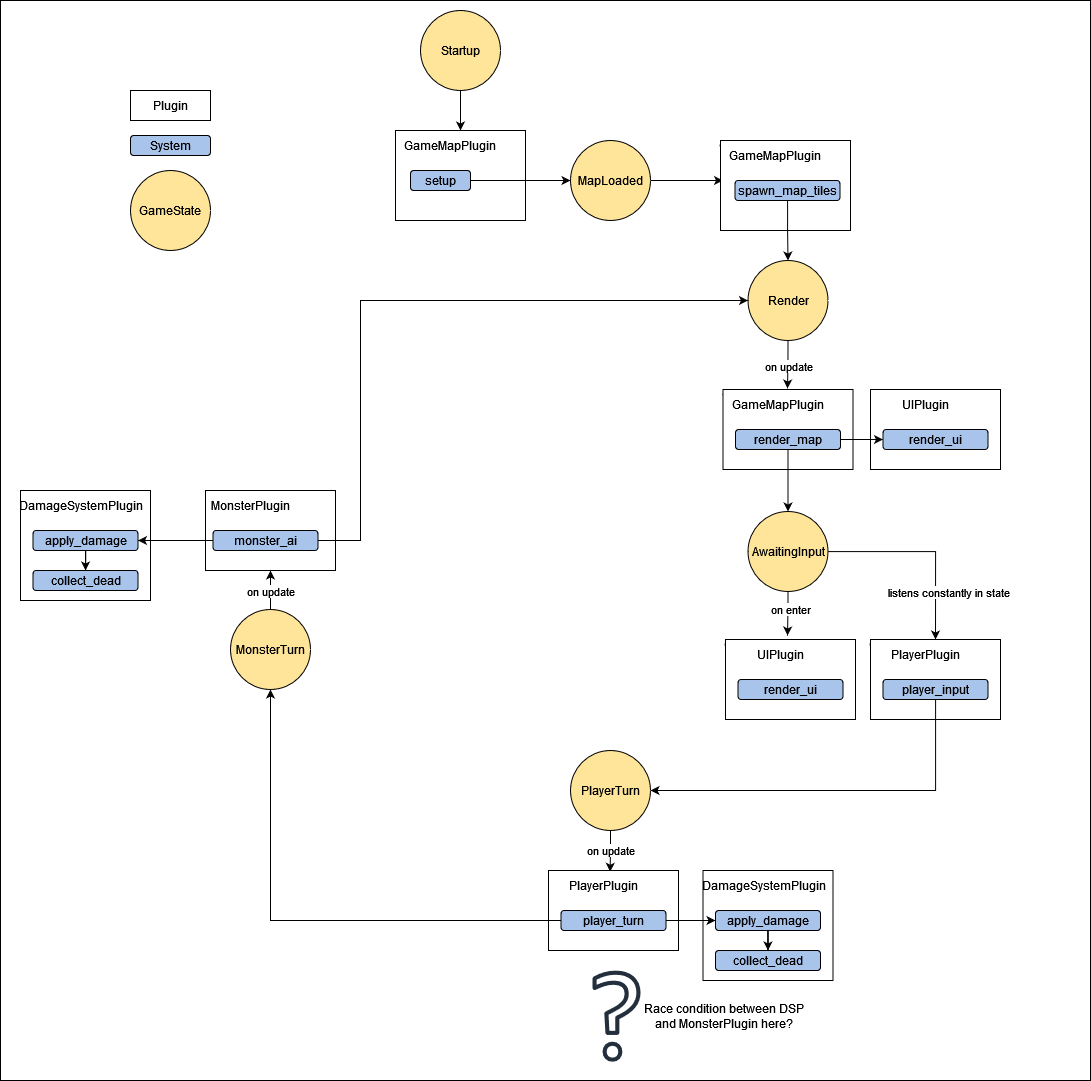 Startup
Plugin
System
GameState
GameMapPlugin
setup
MapLoaded
GameMapPlugin
spawn_map_tiles
Render
on update
GameMapPlugin
render_map
UIPlugin
render_ui
DamageSystemPlugin
apply_damage
collect_dead
MonsterPlugin
monster_ai
on update
MonsterTurn
AwaitingInput
on enter
listens constantly in state
UIPlugin
render_ui
PlayerPlugin
player_input
PlayerTurn
on update
PlayerPlugin
player_turn
DamageSystemPlugin
apply_damage
collect_dead
?
Race condition between DSP
and MonsterPlugin here?